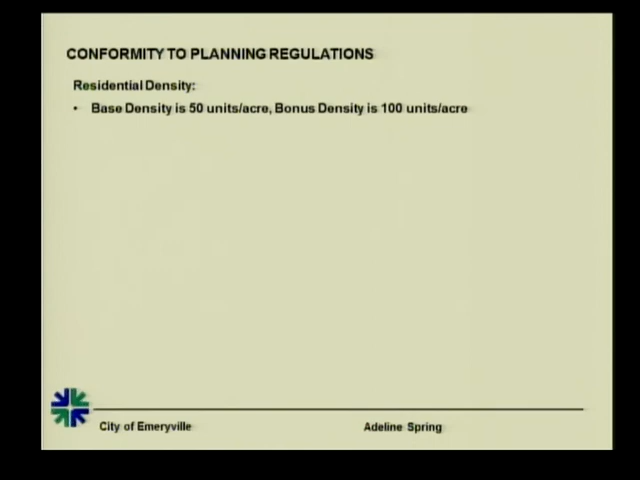 CONFORMITY TO PLANNING REGULATIONS
Residential Density:
• Base Density is 50 units/acre, Bonus Density is 100 units/acre
City of Emeryville
Adeline Spring